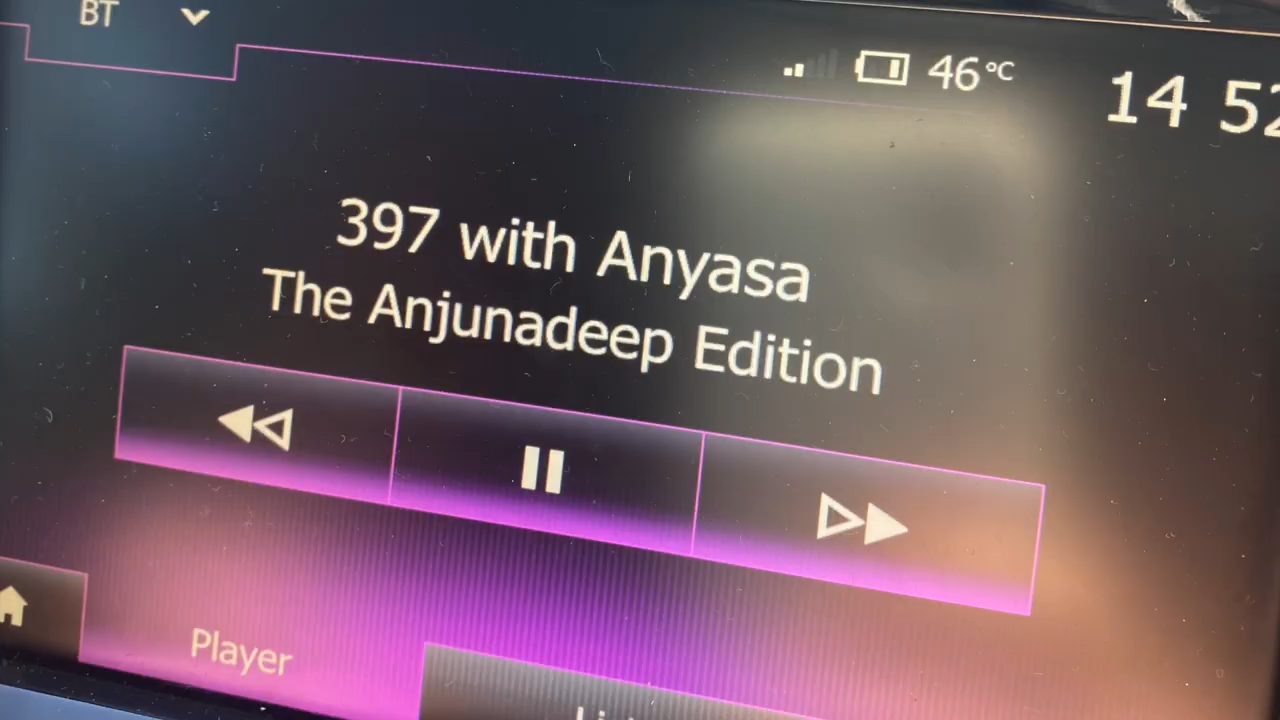 BT
46°C
14 52
397 with Anyasa
The Anjunadeep Edition
Player